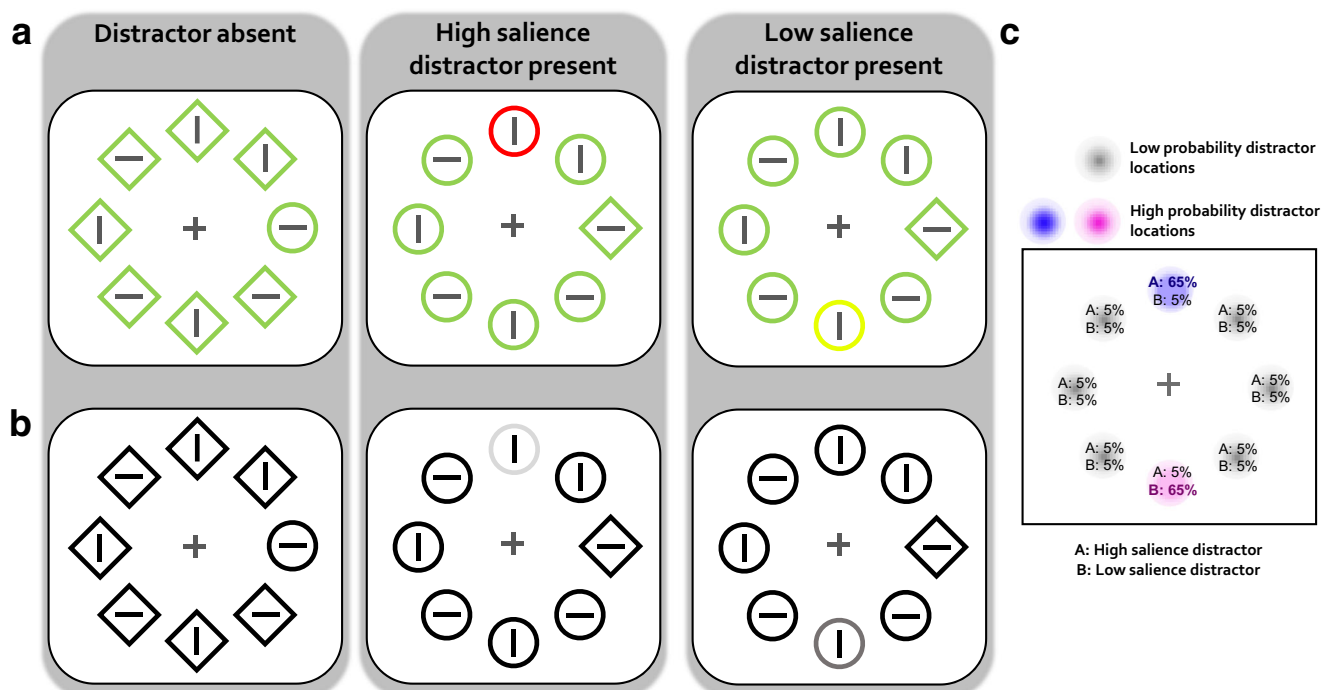 a
Distractor absent
High salience
distractor present
Low salience
distractor present
c
Low probability distractor
locations
High probability distractor
locations
A: 65%
B: 5%
A: 5%
B: 5%
A: 5%
B: 5%
A: 5%
B: 5%
A: 5%
B: 5%
A: 5%
B: 5%
A: 5%
B: 5%
A: 5%
B: 65%
A: High salience distractor
B: Low salience distractor
b